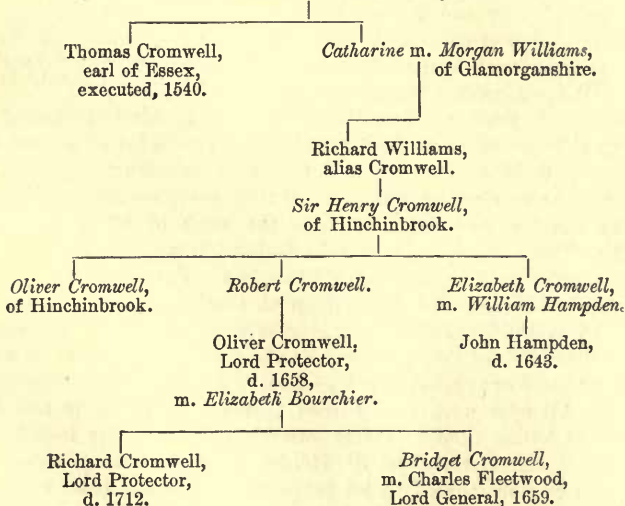 Thomas Cromwell,
earl of Essex,
executed, 1540.
Catharine m. Morgan Williams,
of Glamorganshire.
Richard Williams,
alias Cromwell.
Sir Henry Cromwell,
of Hinchinbrook.
Oliver Cromwell,
of Hinchinbrook.
Robert Cromwell.
Elizabeth Cromwell,
m. William Hampden.
Oliver Cromwell,
Lord Protector,
d. 1658,
m. Elizabeth Bourchier.
John Hampden,
d. 1643.
Richard Cromwell,
Lord Protector,
d. 1712.
Bridget Cromwell,
m. Charles Fleetwood,
Lord General, 1659.